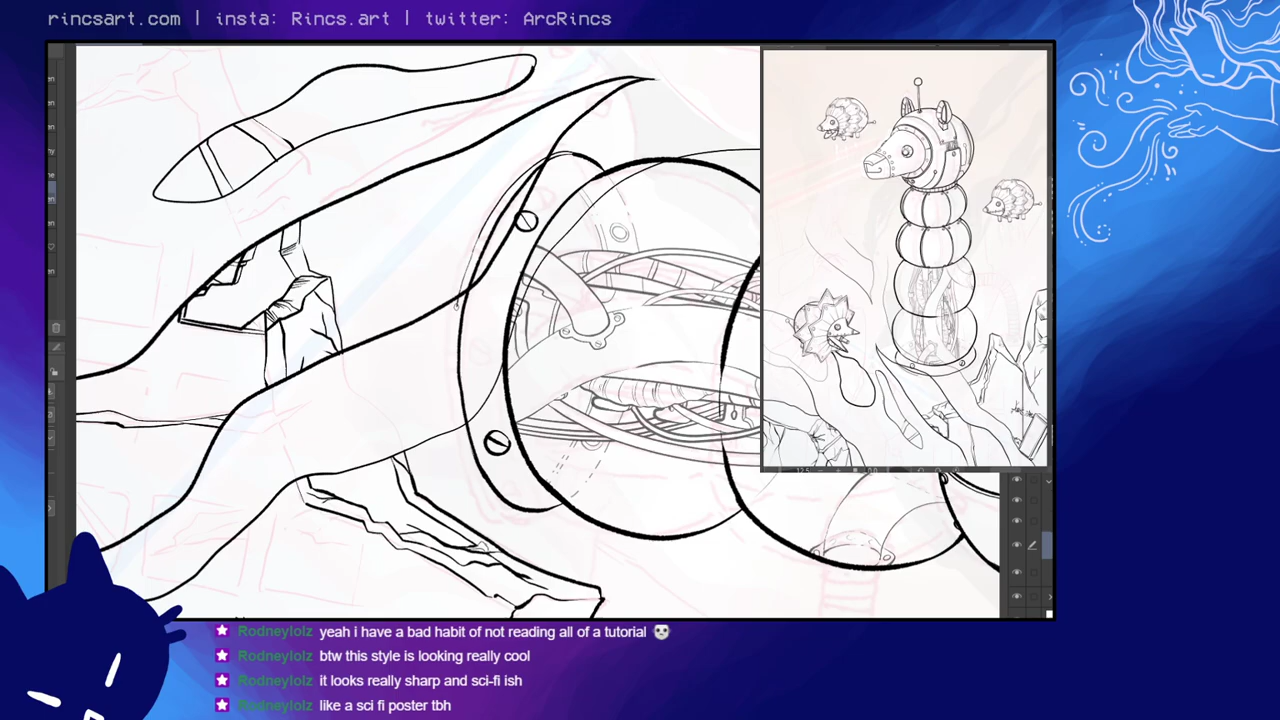 rincsart.com | insta: Rincs.art | twitter: ArcRincs
Rodneylolz yeah i have a bad habit of not reading all of a tutorial
Rodneylolz btw this style is looking really cool
Rodneylolz it looks really sharp and sci-fi ish
Rodneylolz like a sci fi poster tbh